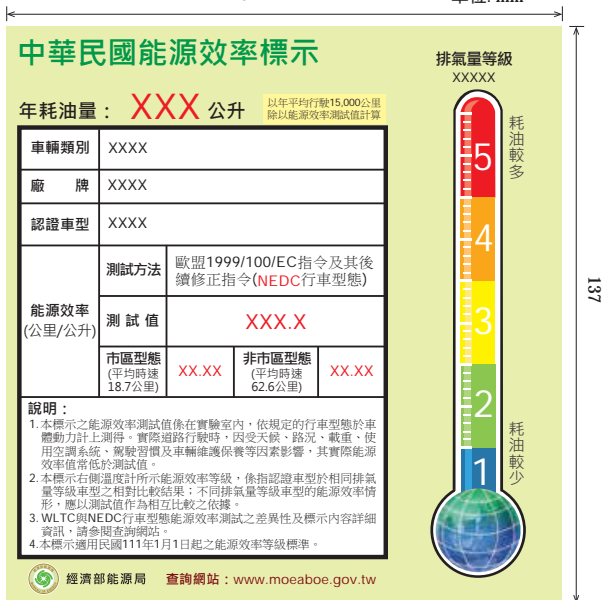 單位: mm
中華民國能源效率標示
年耗油量： XXX 公升
以年平均行駛15,000公里
除以能源效率測試值計算
車輛類別 XXXX
廠 牌 XXXX
認證車型 XXXX
能源效率
(公里/公升)
測試方法
歐盟1999/100/EC指令及其後
續修正指令(NEDC行車型態)
測 試 值 XXX.X
市區型態
(平均時速
18.7公里)
XX.XX
非市區型態
(平均時速
62.6公里)
XX.XX
說明：
1.本標示之能源效率測試值係在實驗室內，依規定的行車型態於車
體動力計上測得。實際道路行駛時，因受天候、路況、載重、使
用空調系統、駕駛習慣及車輛維護保養等因素影響，其實際能源
效率值常低於測試值。
2.本標示右側溫度計所示能源效率等級，係指認證車型於相同排氣
量等級車型之相對比較結果；不同排氣量等級車型的能源效率情
形，應以測試值作為相互比較之依據。
3.WLTC與NEDC行車型態能源效率測試之差異性及標示內容詳細
資訊，請參閱查詢網站。
4.本標示適用民國111年1月1日起之能源效率等級標準。
經濟部能源局 查詢網站：www.moeaboe.gov.tw
排氣量等級
XXXXX
耗油較多
5
4
3
2
1
耗油較少
137